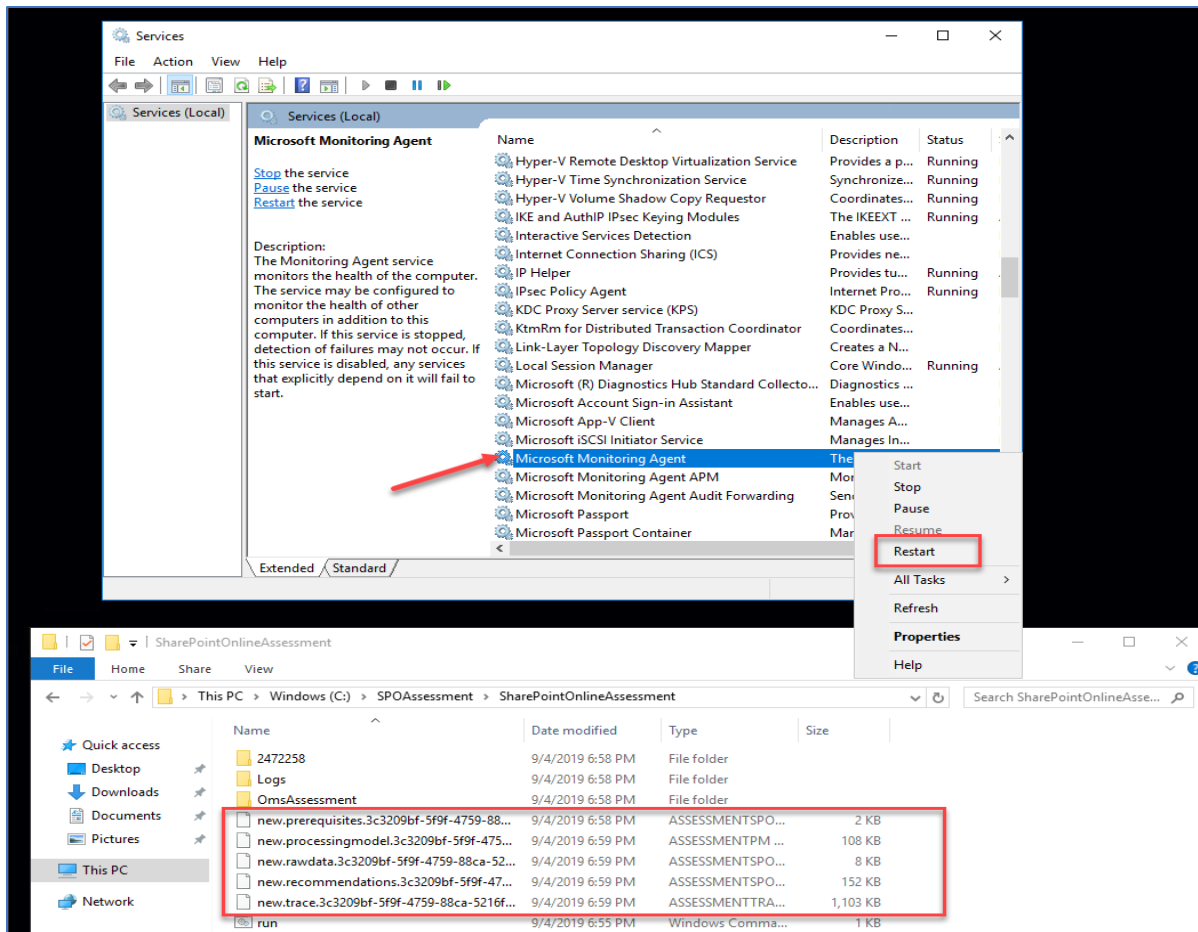 Services
File Action View Help
Services (Local)
Services (Local)
Microsoft Monitoring Agent
Stop the service
Pause the service
Restart the service
Description:
The Monitoring Agent service
monitors the health of the computer.
The service may be configured to
monitor the health of other
computers in addition to this
computer. If this service is stopped,
detection of failures may not occur. If
this service is disabled, any services
that explicitly depend on it will fail to
start.
Name Description Status
Hyper-V Remote Desktop Virtualization Service Provides a p... Running
Hyper-V Time Synchronization Service Synchronize... Running
Hyper-V Volume Shadow Copy Requestor Coordinates... Running
IKE and AuthIP IPsec Keying Modules The IKEEXT ... Running
Interactive Services Detection Enables use...
Internet Connection Sharing (ICS) Provides ne...
IP Helper Provides tu... Running
IPsec Policy Agent Internet Pro... Running
KDC Proxy Server service (KPS) KDC Proxy S...
KtmRm for Distributed Transaction Coordinator Coordinates...
Link-Layer Topology Discovery Mapper Creates a N...
Local Session Manager Core Windo... Running
Microsoft (R) Diagnostics Hub Standard Collecto... Diagnostics ...
Microsoft Account Sign-in Assistant Enables use...
Microsoft App-V Client Manages A...
Microsoft iSCSI Initiator Service Manages In...
Microsoft Monitoring Agent The
Microsoft Monitoring Agent APM Mor
Microsoft Monitoring Agent Audit Forwarding Sen
Microsoft Passport Prov
Microsoft Passport Container Mar
Extended Standard
Start
Stop
Pause
Resume
Restart
All Tasks
Refresh
Properties
Help
SharePointOnlineAssessment
File Home Share View
This PC > Windows (C:) > SPOAssessment > SharePointOnlineAssessment
Search SharePointOnlineAsse...
Quick access
Desktop
Downloads
Documents
Pictures
This PC
Network
Name Date modified Type Size
2472258 9/4/2019 6:58 PM File folder
Logs 9/4/2019 6:58 PM File folder
OmsAssessment 9/4/2019 6:58 PM File folder
new.prerequisites.3c3209bf-5f9f-4759-88... 9/4/2019 6:58 PM ASSESSMENTSPO... 2 KB
new.processingmodel.3c3209bf-5f9f-475... 9/4/2019 6:59 PM ASSESSMENTPM ... 108 KB
new.rawdata.3c3209bf-5f9f-4759-88ca-52... 9/4/2019 6:59 PM ASSESSMENTSPO... 8 KB
new.recommendations.3c3209bf-5f9f-47... 9/4/2019 6:59 PM ASSESSMENTSPO... 152 KB
new.trace.3c3209bf-5f9f-4759-88ca-5216f... 9/4/2019 6:59 PM ASSESSMENTTRA... 1,103 KB
run 9/4/2019 6:55 PM Windows Comma... 1 KB